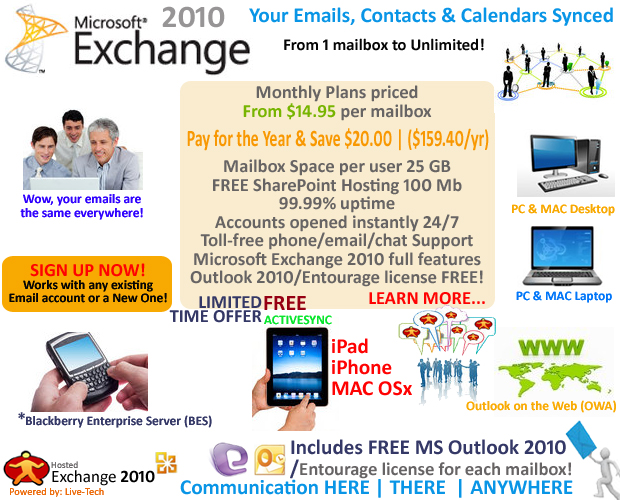 Microsoft® Exchange 2010
Your Emails, Contacts & Calendars Synced
From 1 mailbox to Unlimited!
Monthly Plans priced
From $14.95 per mailbox
Pay for the Year & Save $20.00 | ($159.40/yr)
Mailbox Space per user 25 GB
FREE SharePoint Hosting 100 Mb
99.99% uptime
Accounts opened instantly 24/7
Toll-free phone/email/chat Support
Microsoft Exchange 2010 full features
Outlook 2010/Entourage license FREE!
Wow, your emails are
the same everywhere!
PC & MAC Desktop
SIGN UP NOW!
Works with any existing
Email account or a New One!
PC & MAC Laptop
LIMITED
TIME OFFER
FREE
ACTIVESYNC
LEARN MORE...
iPad
iPhone
MAC OSx
WWW
Outlook on the Web (OWA)
*Blackberry Enterprise Server (BES)
Hosted
Exchange 2010
Powered by: Live-Tech
Includes FREE MS Outlook 2010
/Entourage license for each mailbox!
Communication HERE | THERE | ANYWHERE